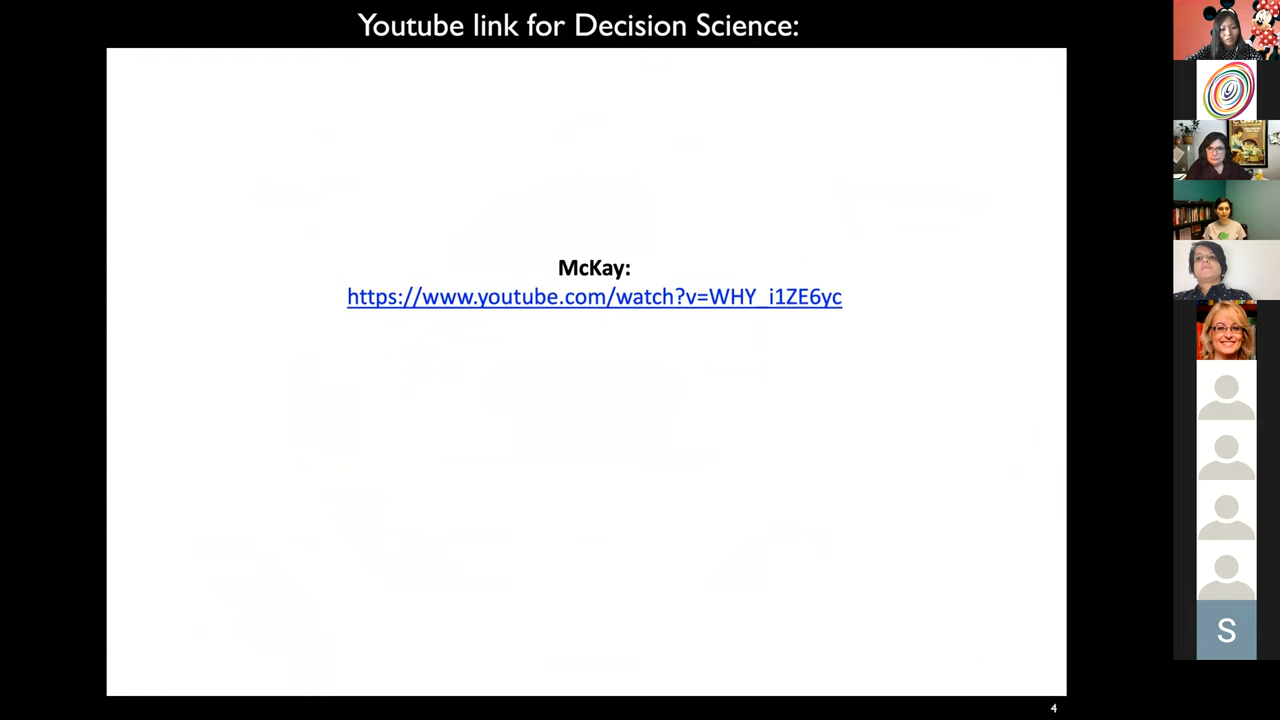 Youtube link for Decision Science:
McKay:
https://www.youtube.com/watch?v=WHY_i1ZE6yc
4
S